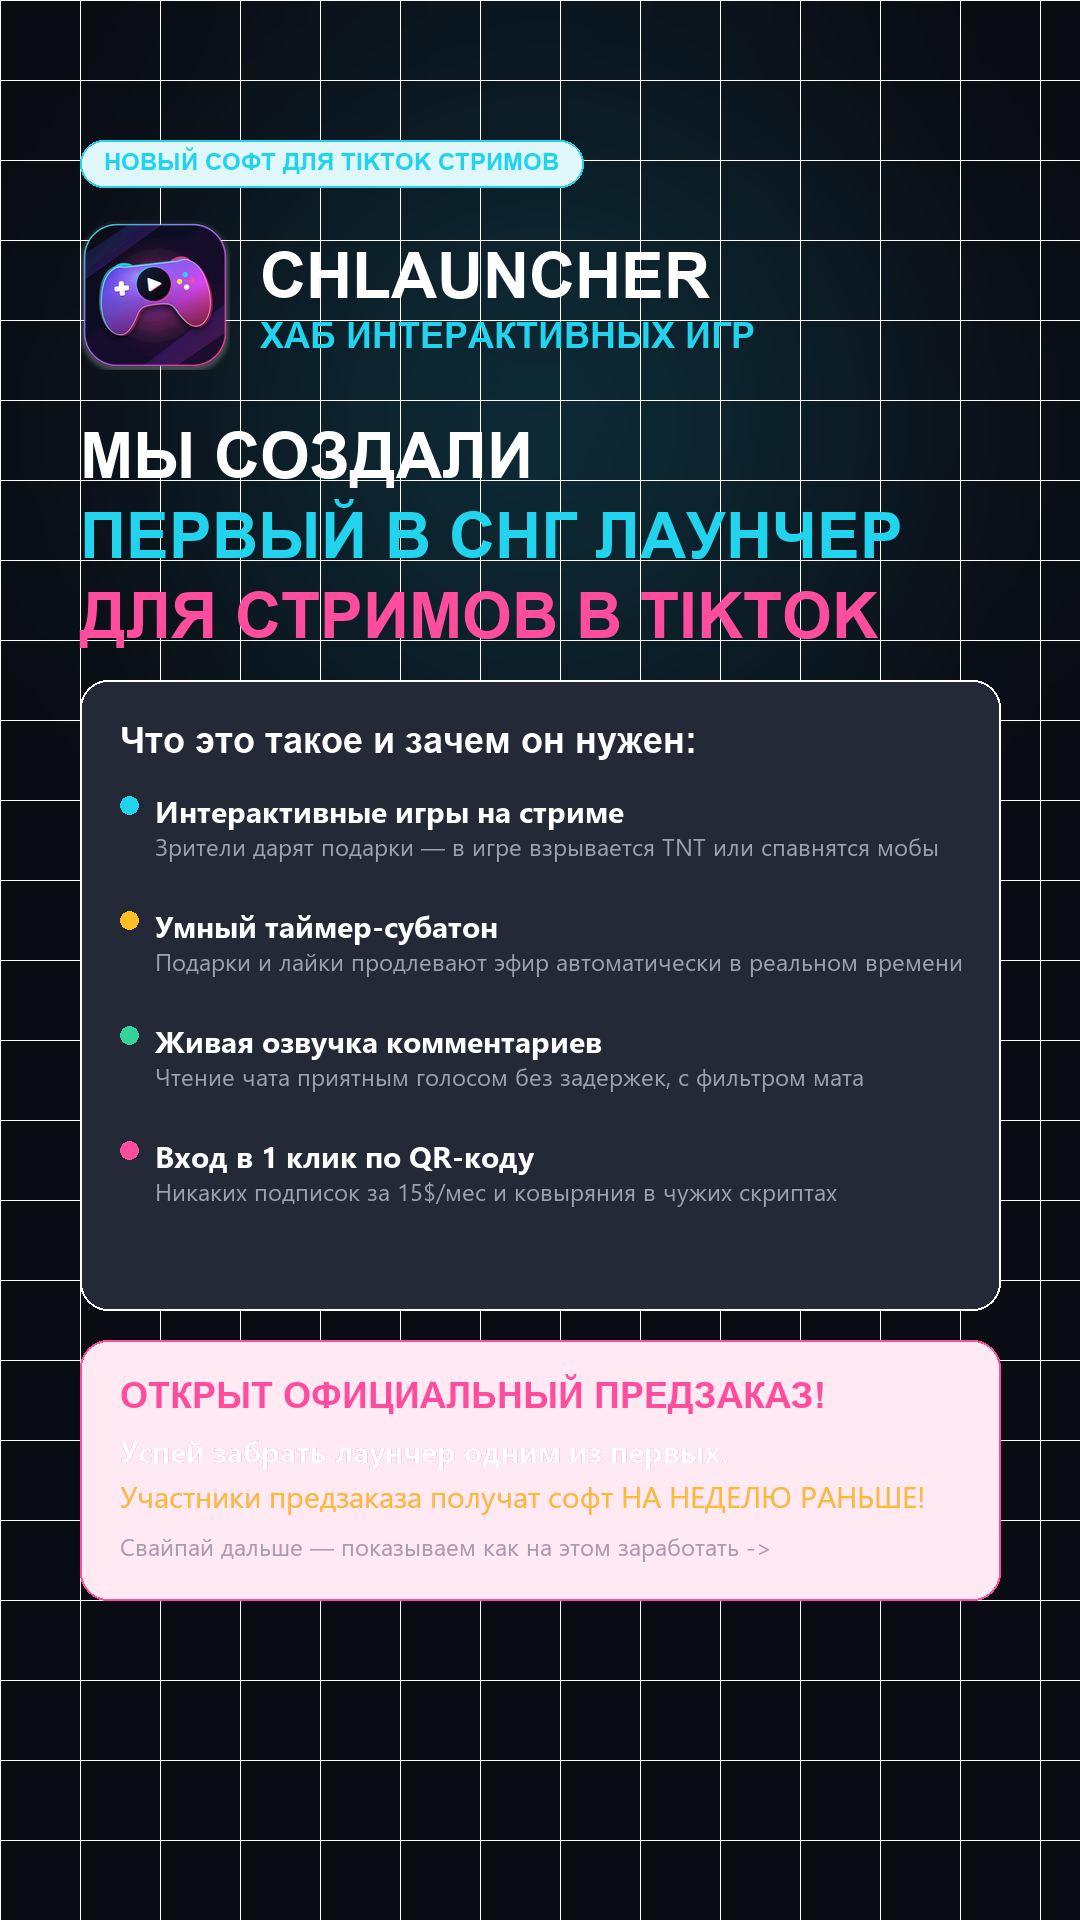 НОВЫЙ СОФТ ДЛЯ TIKTOK СТРИМОВ
CHLAUNCHER
ХАБ ИНТЕРАКТИВНЫХ ИГР
МЫ СОЗДАЛИ
ПЕРВЫЙ В СНГ ЛАУНЧЕР
ДЛЯ СТРИМОВ В TIKTOK
Что это такое и зачем он нужен:
Интерактивные игры на стриме
Зрители дарят подарки — в игре взрывается TNT или спавнятся мобы
Умный таймер-субатон
Подарки и лайки продлевают эфир автоматически в реальном времени
Живая озвучка комментариев
Чтение чата приятным голосом без задержек, с фильтром мата
Вход в 1 клик по QR-коду
Никаких подписок за 15$/мес и ковыряния в чужих скриптах
ОТКРЫТ ОФИЦИАЛЬНЫЙ ПРЕДЗАКАЗ!
Успей забрать лаунчер одним из первых.
Участники предзаказа получат софт НА НЕДЕЛЮ РАНЬШЕ!
Свайпай дальше — показываем как на этом заработать ->